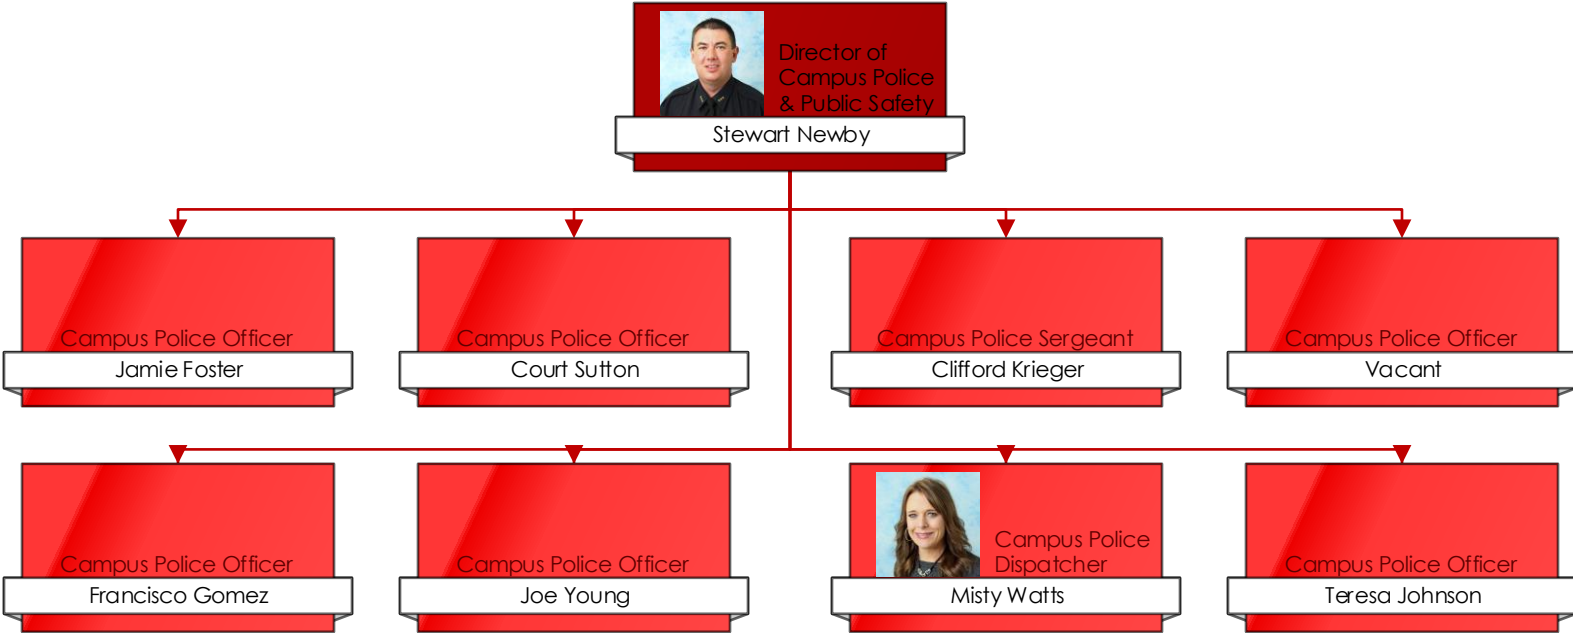 Director of
Campus Police
& Public Safety
Stewart Newby
Campus Police Officer
Jamie Foster
Campus Police Officer
Court Sutton
Campus Police Sergeant
Clifford Krieger
Campus Police Officer
Vacant
Campus Police Officer
Francisco Gomez
Campus Police Officer
Joe Young
Campus Police
Dispatcher
Misty Watts
Campus Police Officer
Teresa Johnson